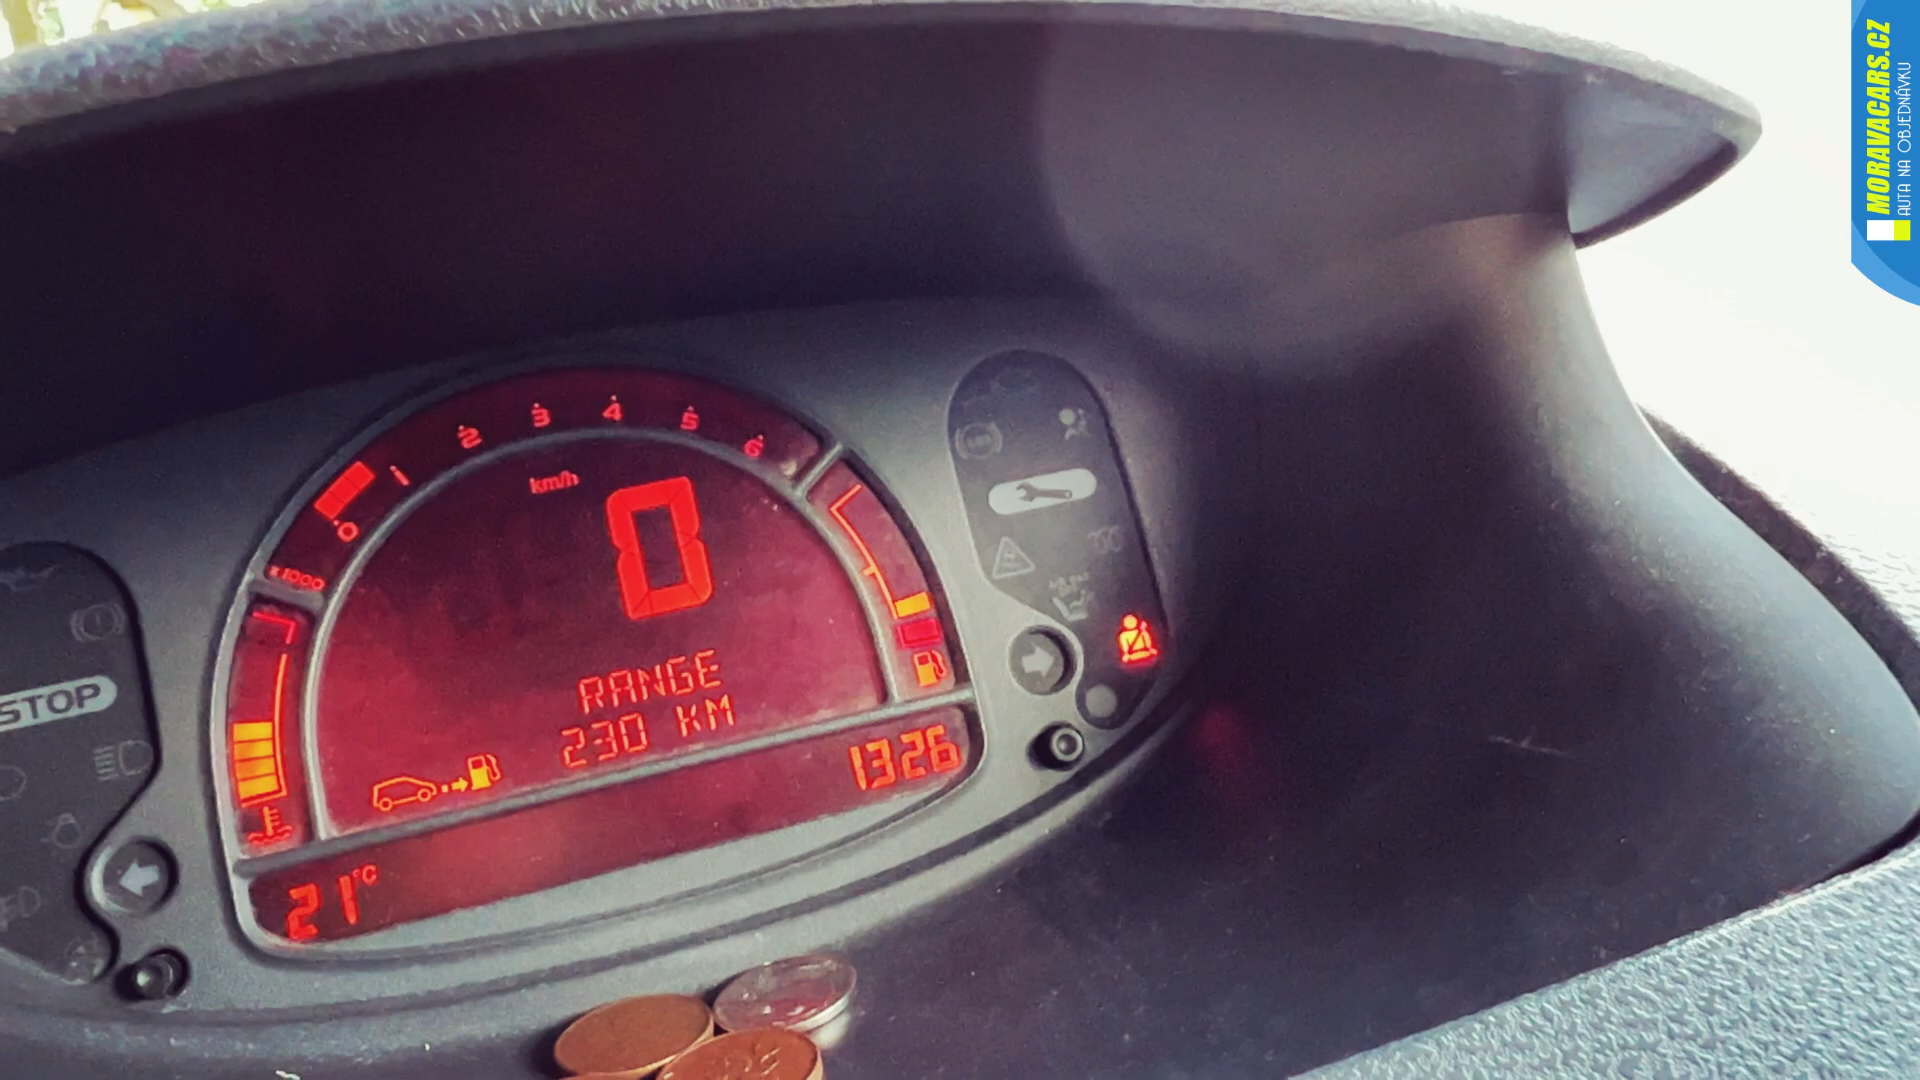 MORAVACARS.CZ
AUTA NA OBJEDNÁVKU
0 1 2 3 4 5 6
x1000
km/h
0
RANGE
230 KM
1326
21°C
STOP